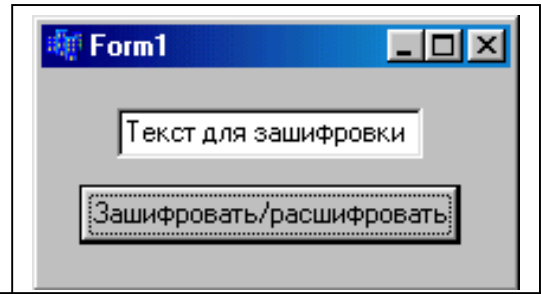 Form1
Текст для зашифровки
Зашифровать/расшифровать